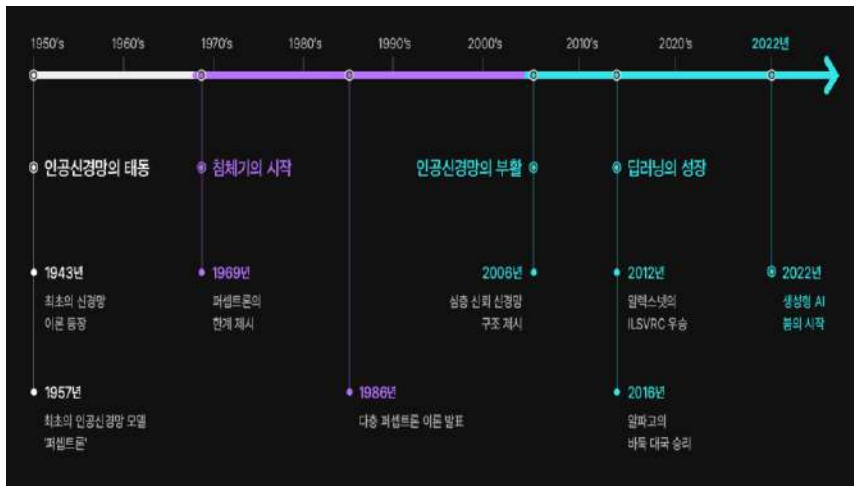 1950's 1960's 1970's 1980's 1990's 2000's 2010's 2020's 2022년
인공신경망의 태동
침체기의 시작
인공신경망의 부활
딥러닝의 성장
1943년
최초의 신경망
이론 등장
1957년
최초의 인공신경망 모델
'퍼셉트론'
1969년
퍼셉트론의
한계 제시
1986년
다층 퍼셉트론 이론 발표
2006년
심층 신뢰 신경망
구조 제시
2012년
알렉스넷의
ILSVRC 우승
2016년
알파고의
바둑 대국 승리
2022년
생성형 AI
붐의 시작